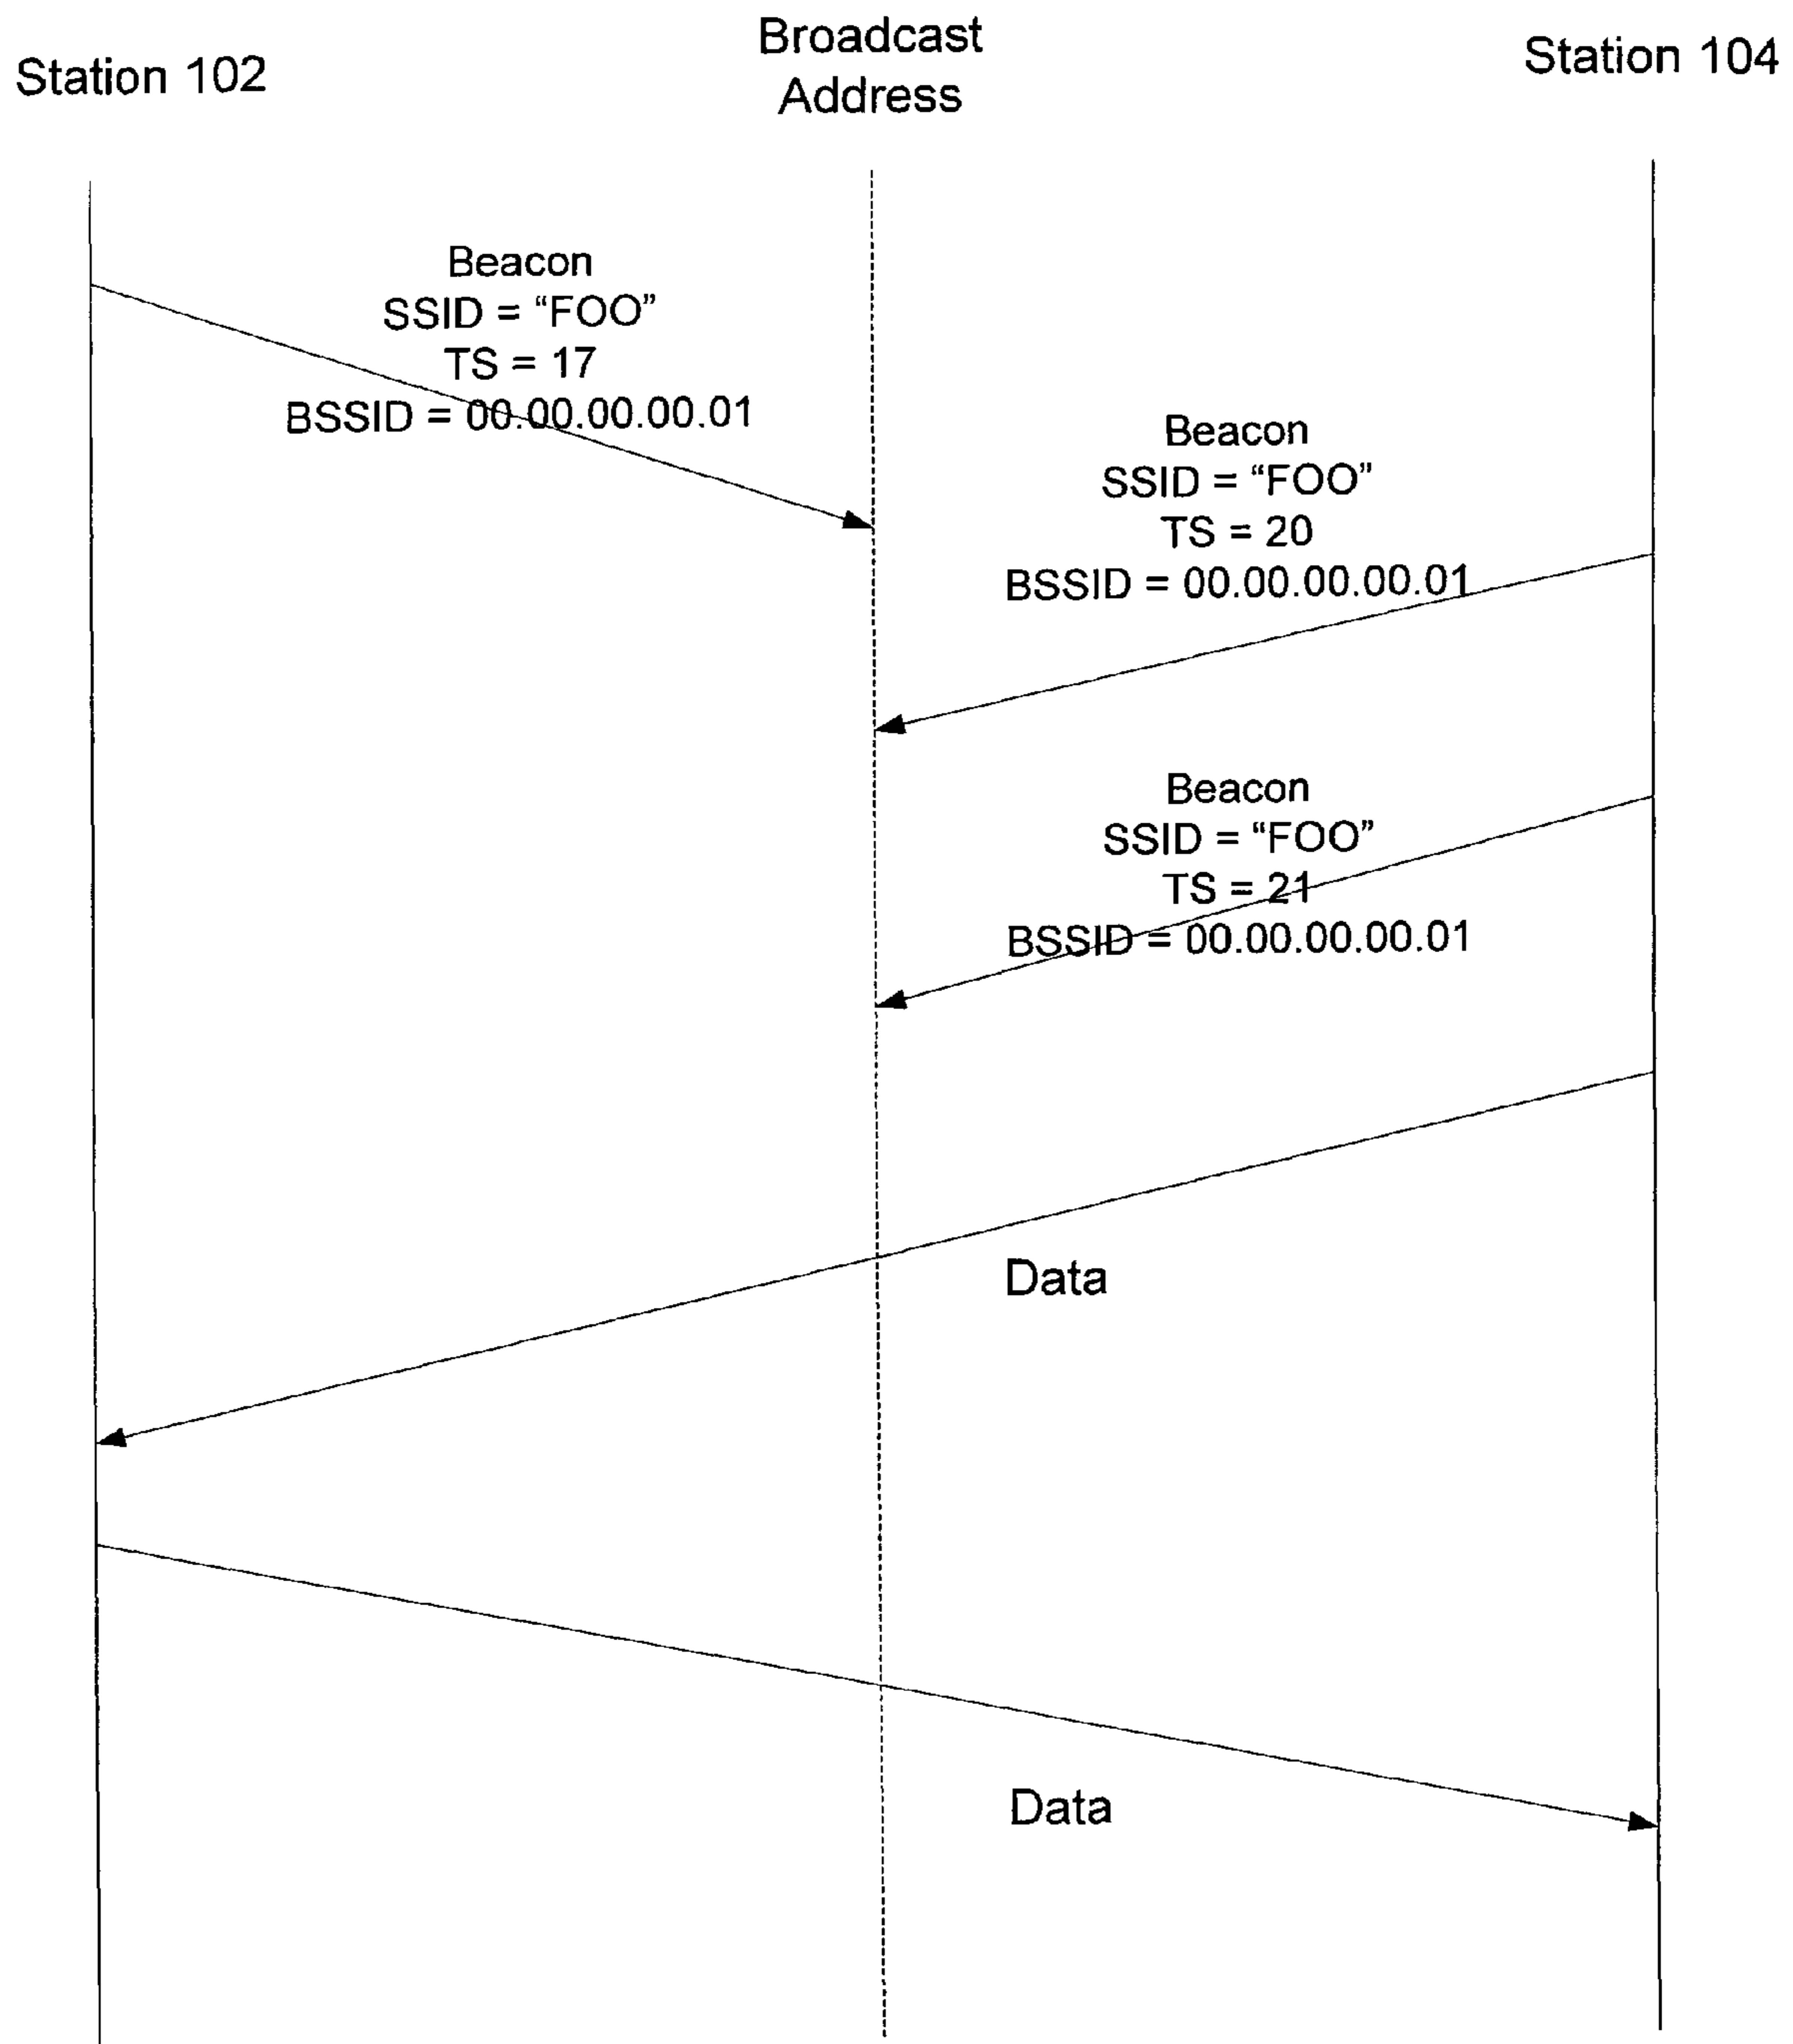 Station 102
Broadcast
Address
Station 104
Beacon
SSID = “FOO”
TS = 17
BSSID = 00.00.00.00.01
Beacon
SSID = “FOO”
TS = 20
BSSID = 00.00.00.00.01
Beacon
SSID = “FOO”
TS = 21
BSSID = 00.00.00.00.01
Data
Data